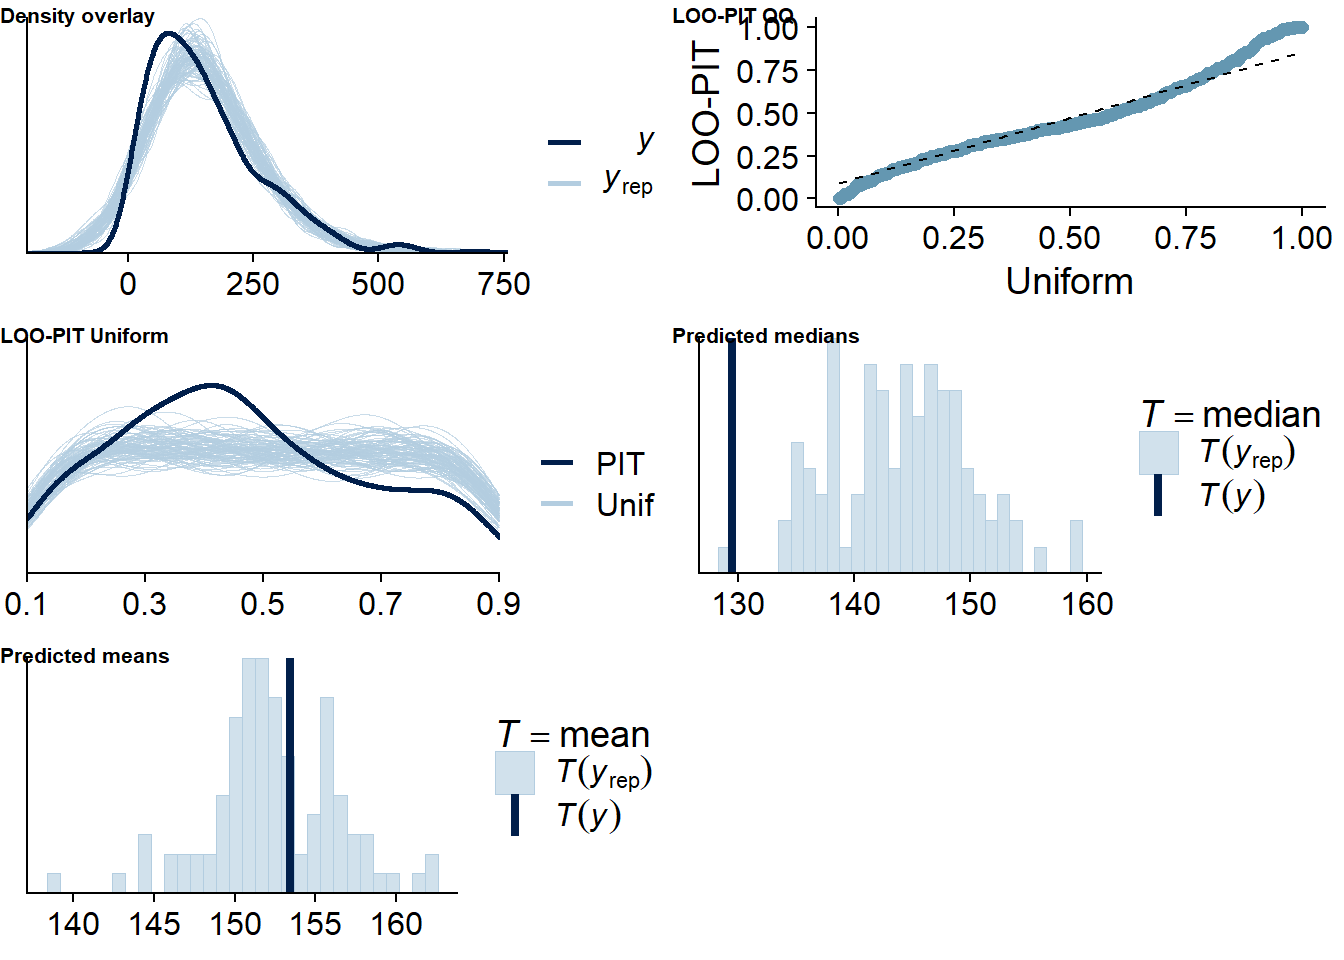 Density overlay
y
yrep
0 250 500 750
LOO-PIT QQ
LOO-PIT
1.00
0.75
0.50
0.25
0.00
0.00 0.25 0.50 0.75 1.00
Uniform
LOO-PIT Uniform
PIT
Unif
0.1 0.3 0.5 0.7 0.9
Predicted medians
T = median
T(yrep)
T(y)
130 140 150 160
Predicted means
T = mean
T(yrep)
T(y)
140 145 150 155 160